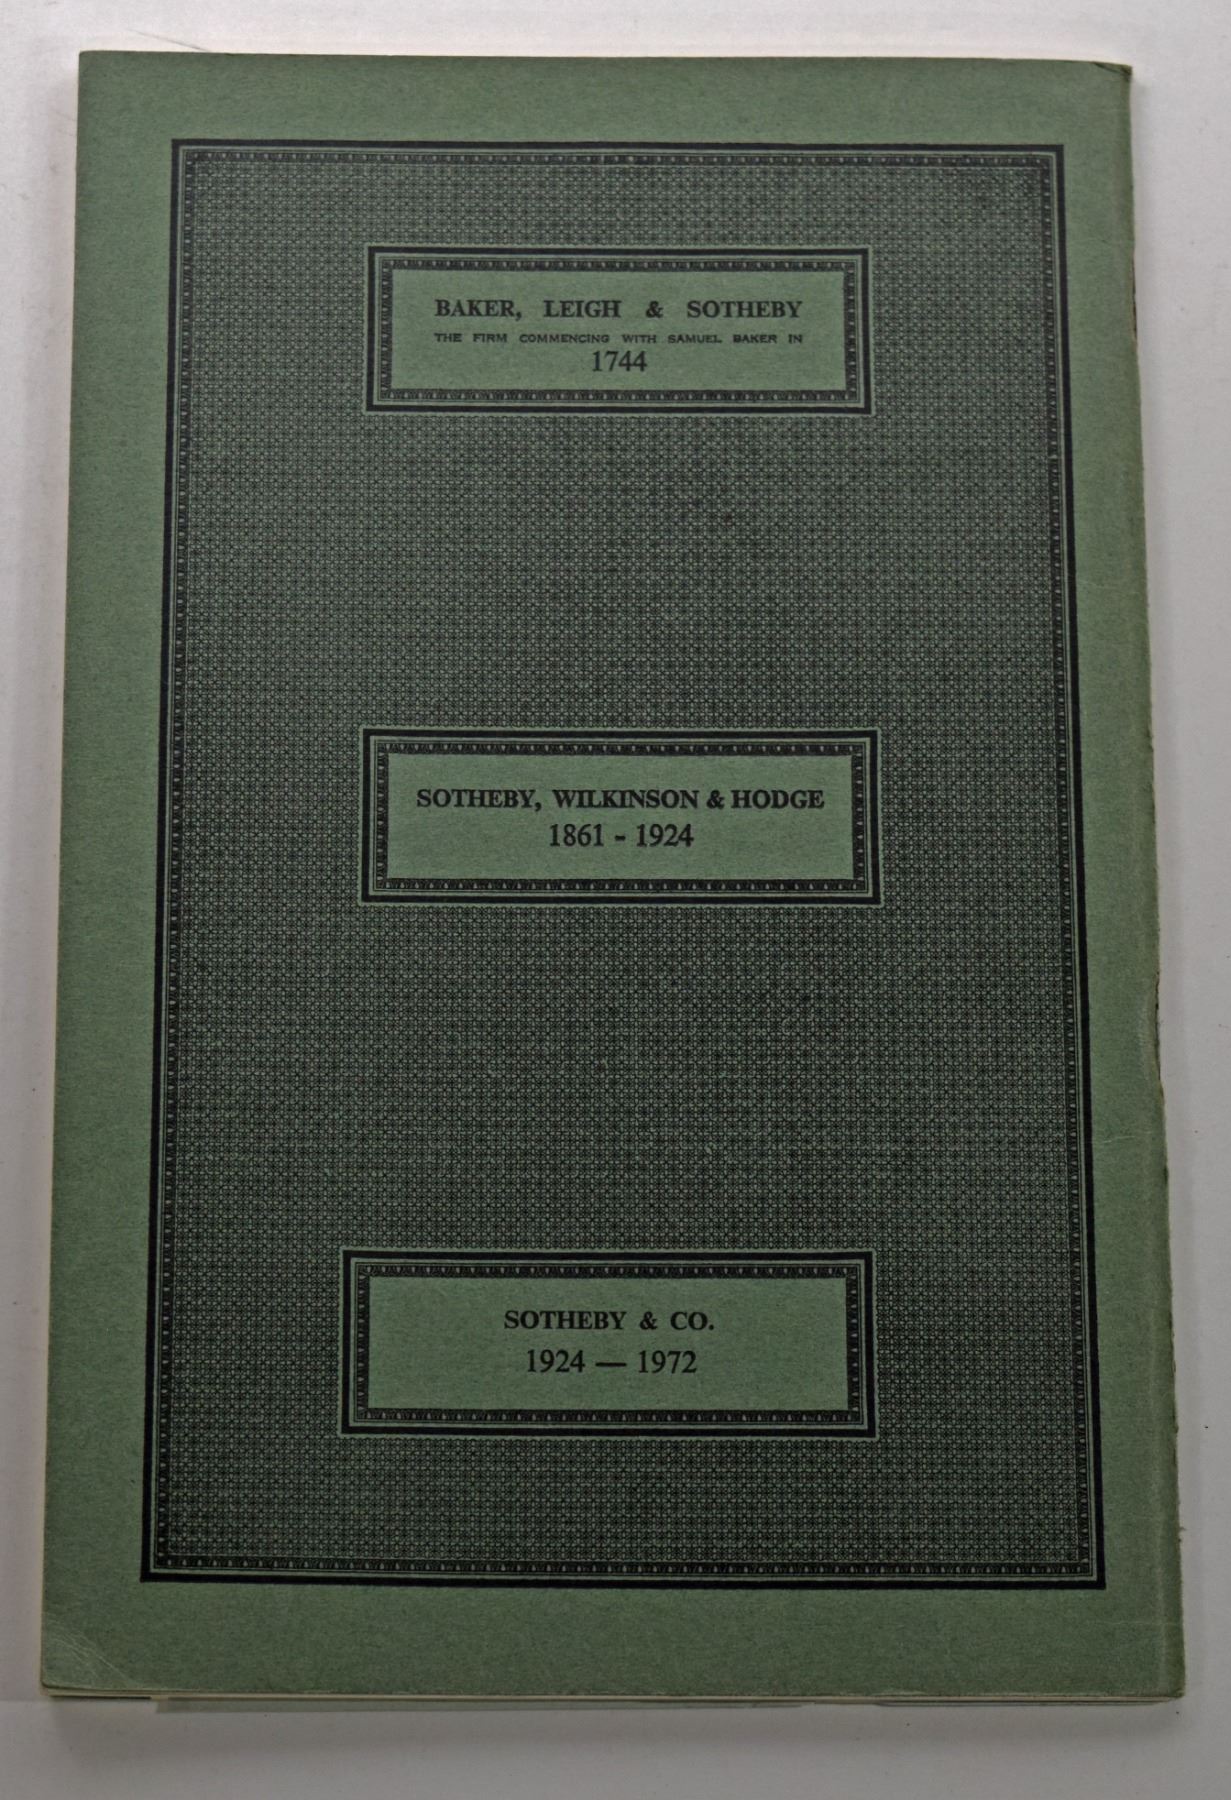 BAKER, LEIGH & SOTHEBY
THE FIRM COMMENCING WITH SAMUEL BAKER IN
1744
SOTHEBY, WILKINSON & HODGE
1861 - 1924
SOTHEBY & CO.
1924 — 1972